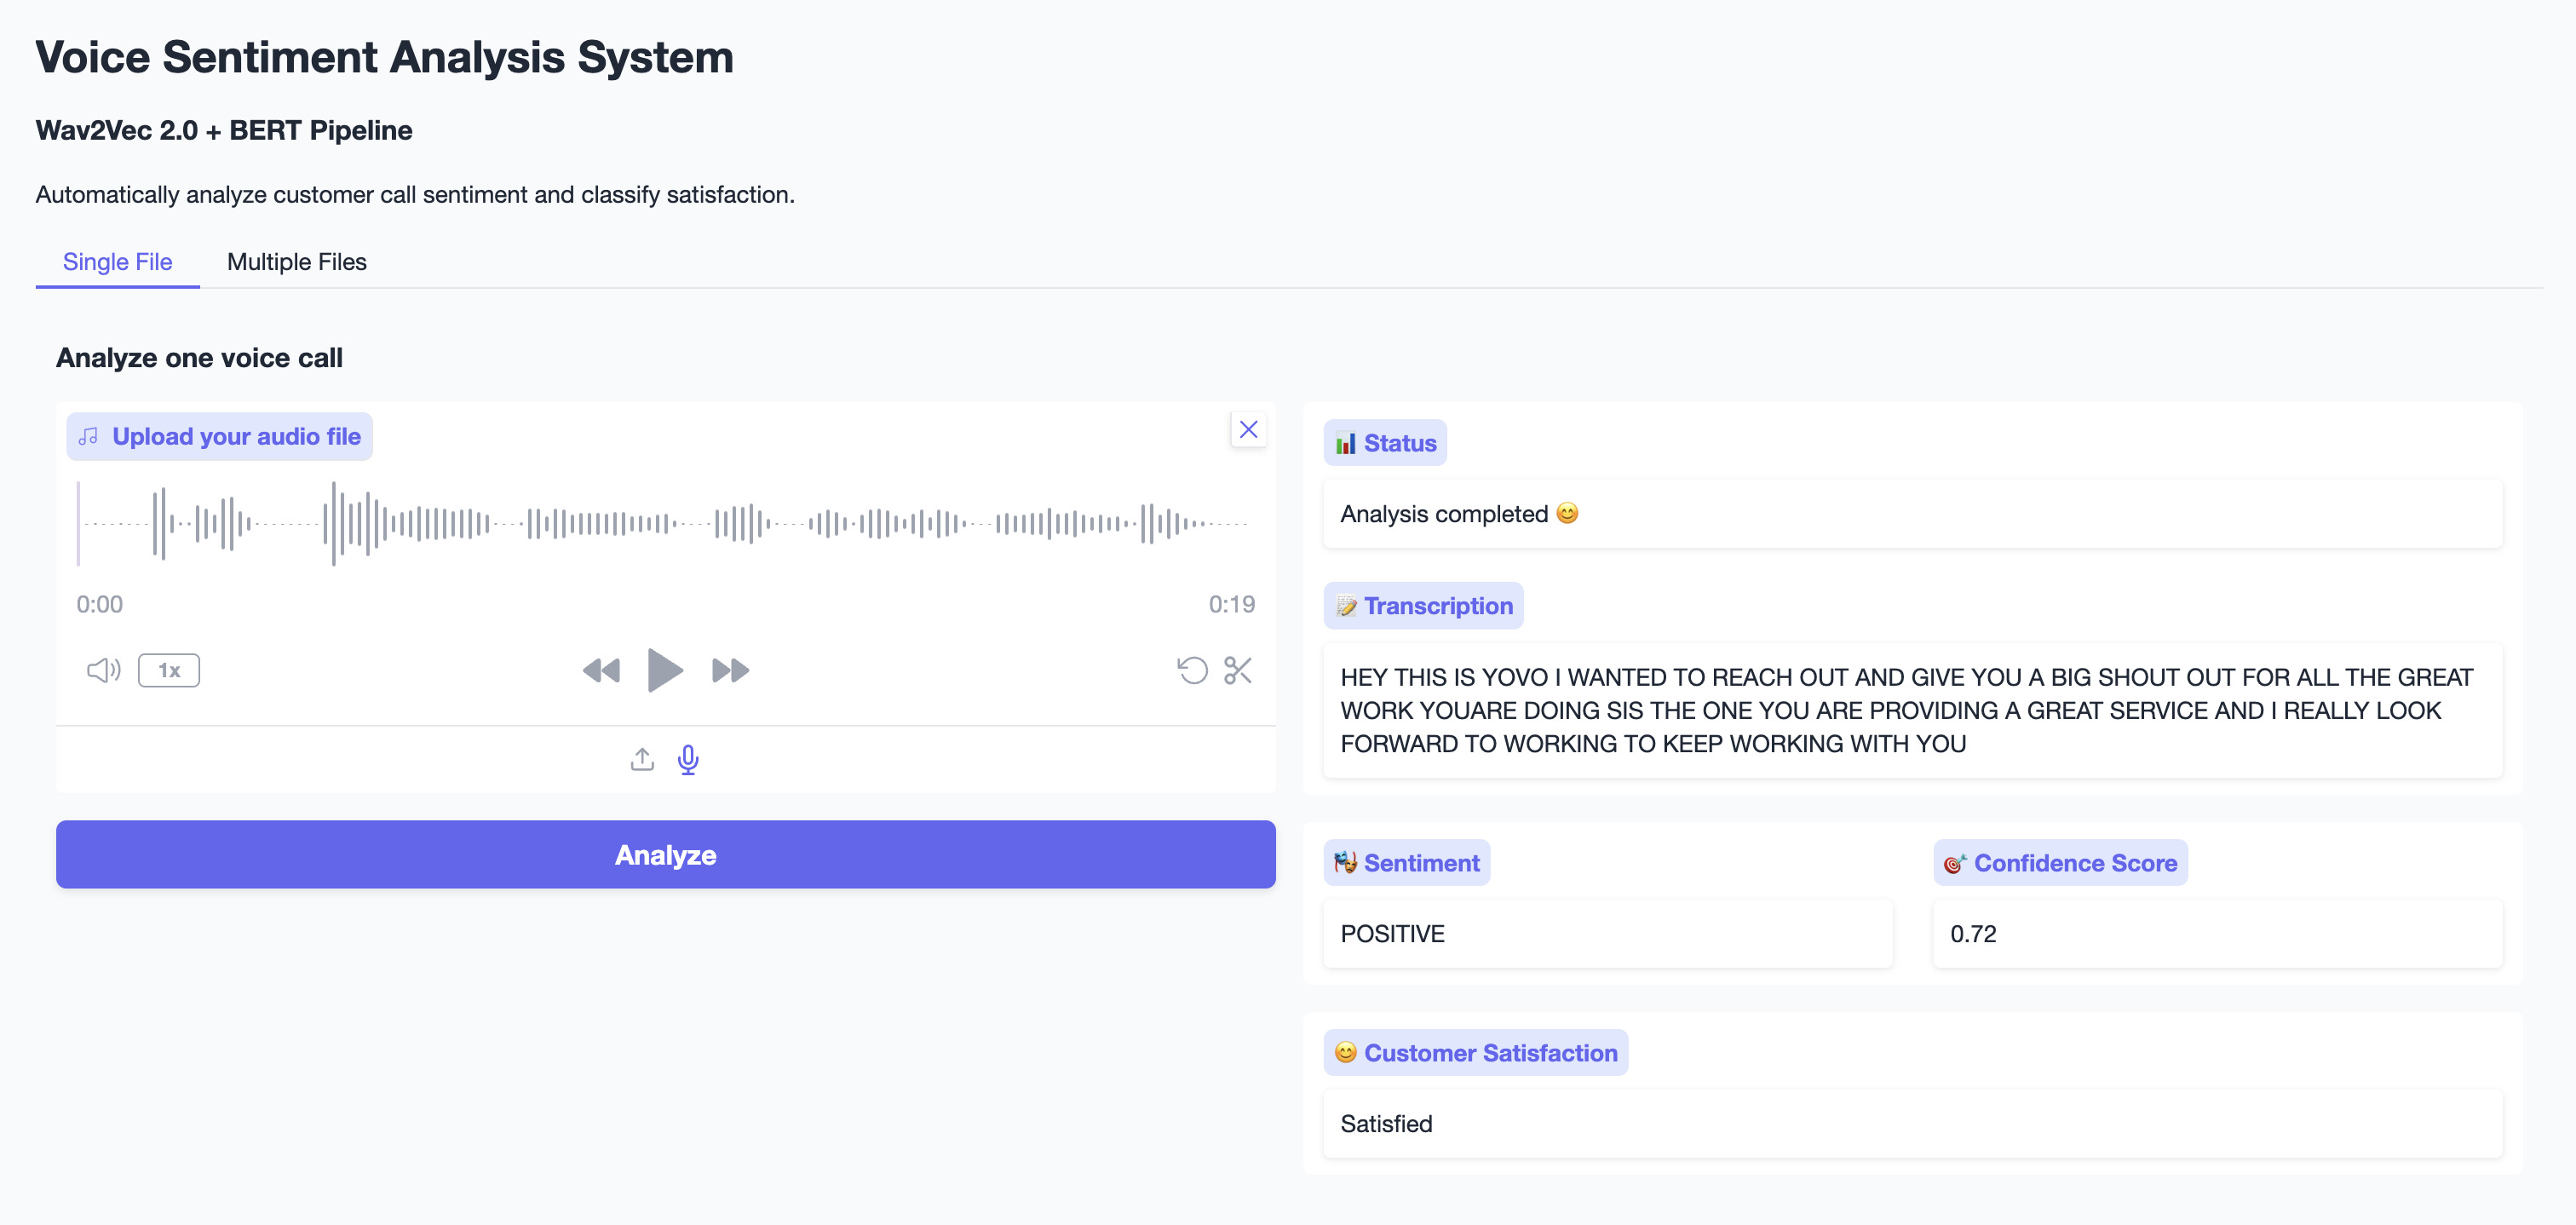 Voice Sentiment Analysis System
Wav2Vec 2.0 + BERT Pipeline
Automatically analyze customer call sentiment and classify satisfaction.
Single File
Multiple Files
Analyze one voice call
Upload your audio file
0:00
0:19
1x
Analyze
Status
Analysis completed 😊
Transcription
HEY THIS IS YOVO I WANTED TO REACH OUT AND GIVE YOU A BIG SHOUT OUT FOR ALL THE GREAT
WORK YOUARE DOING SIS THE ONE YOU ARE PROVIDING A GREAT SERVICE AND I REALLY LOOK
FORWARD TO WORKING TO KEEP WORKING WITH YOU
Sentiment
POSITIVE
Confidence Score
0.72
Customer Satisfaction
Satisfied